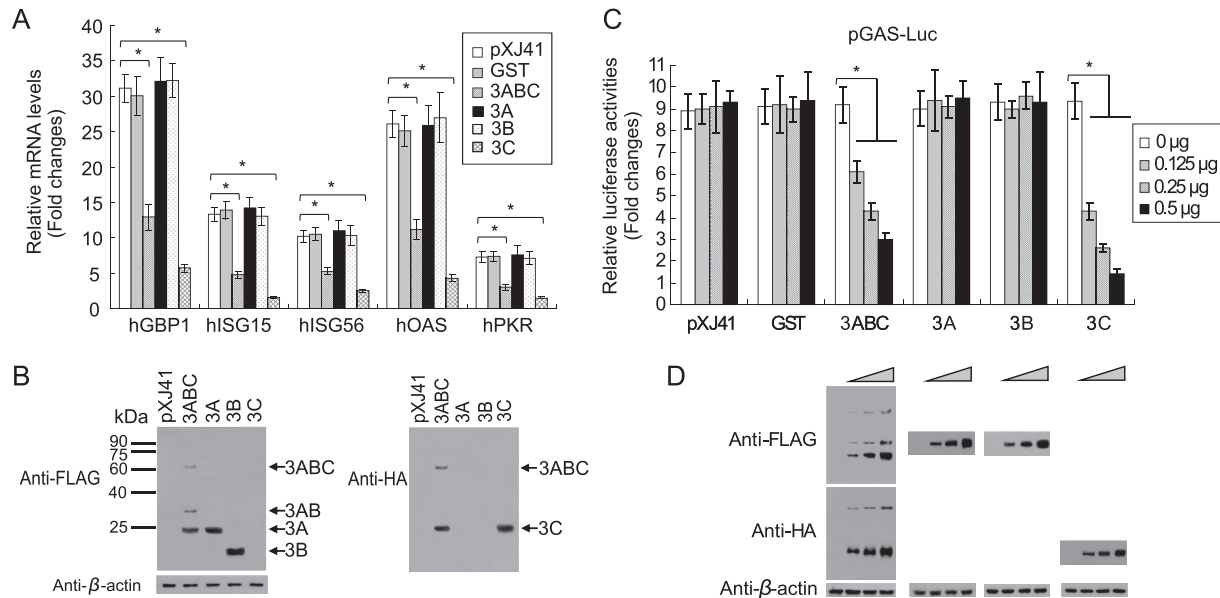 A
Relative mRNA levels
(Fold changes)
40
35
30
25
20
15
10
5
0
*
*
*
*
*
*
*
*
*
*
pXJ41
GST
3ABC
3A
3B
3C
hGBP1
hISG15
hISG56
hOAS
hPKR
C
pGAS-Luc
Relative luciferase activities
(Fold changes)
11
10
9
8
7
6
5
4
3
2
1
0
*
*
0 µg
0.125 µg
0.25 µg
0.5 µg
pXJ41
GST
3ABC
3A
3B
3C
B
kDa
pXJ41
3ABC
3A
3B
3C
90
75
60
40
25
Anti-FLAG
3ABC
3AB
3A
3B
Anti-β-actin
pXJ41
3ABC
3A
3B
3C
Anti-HA
3ABC
3C
D
Anti-FLAG
Anti-HA
Anti-β-actin